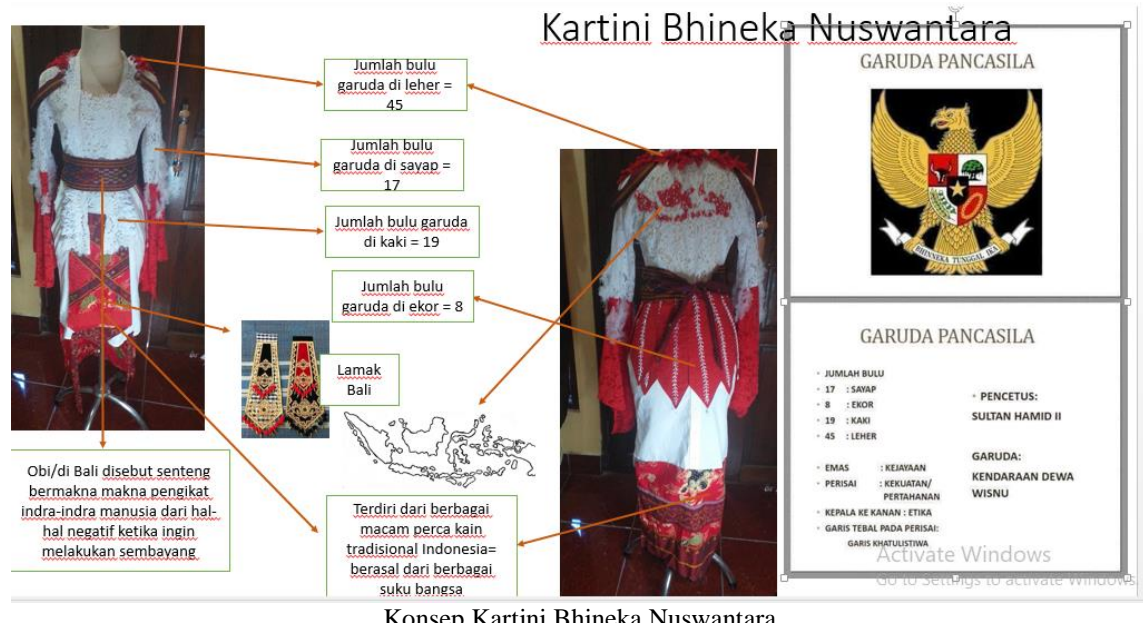 Kartini Bhineka Nuswantara
Jumlah bulu
garuda di leher =
45
Jumlah bulu
garuda di sayap =
17
Jumlah bulu garuda
di kaki = 19
Jumlah bulu
garuda di ekor = 8
Lamak
Bali
Obi/di Bali disebut senteng
bermakna makna pengikat
indra-indra manusia dari hal-
hal negatif ketika ingin
melakukan sembayang
Terdiri dari berbagai
macam perca kain
tradisional Indonesia=
berasal dari berbagai
suku bangsa
GARUDA PANCASILA
BHINNEKA TUNGGAL IKA
GARUDA PANCASILA
• JUMLAH BULU
• 17 : SAYAP
• 8 : EKOR
• 19 : KAKI
• 45 : LEHER
• EMAS : KEJAYAAN
• PERISAI : KEKUATAN/
PERTAHANAN
• KEPALA KE KANAN : ETIKA
• GARIS TEBAL PADA PERISAI:
GARIS KHATULISTIWA
• PENCETUS:
SULTAN HAMID II
GARUDA:
KENDARAAN DEWA
WISNU
Activate Windows
Go to Settings to activate Windows.
Konsep Kartini Bhineka Nuswantara